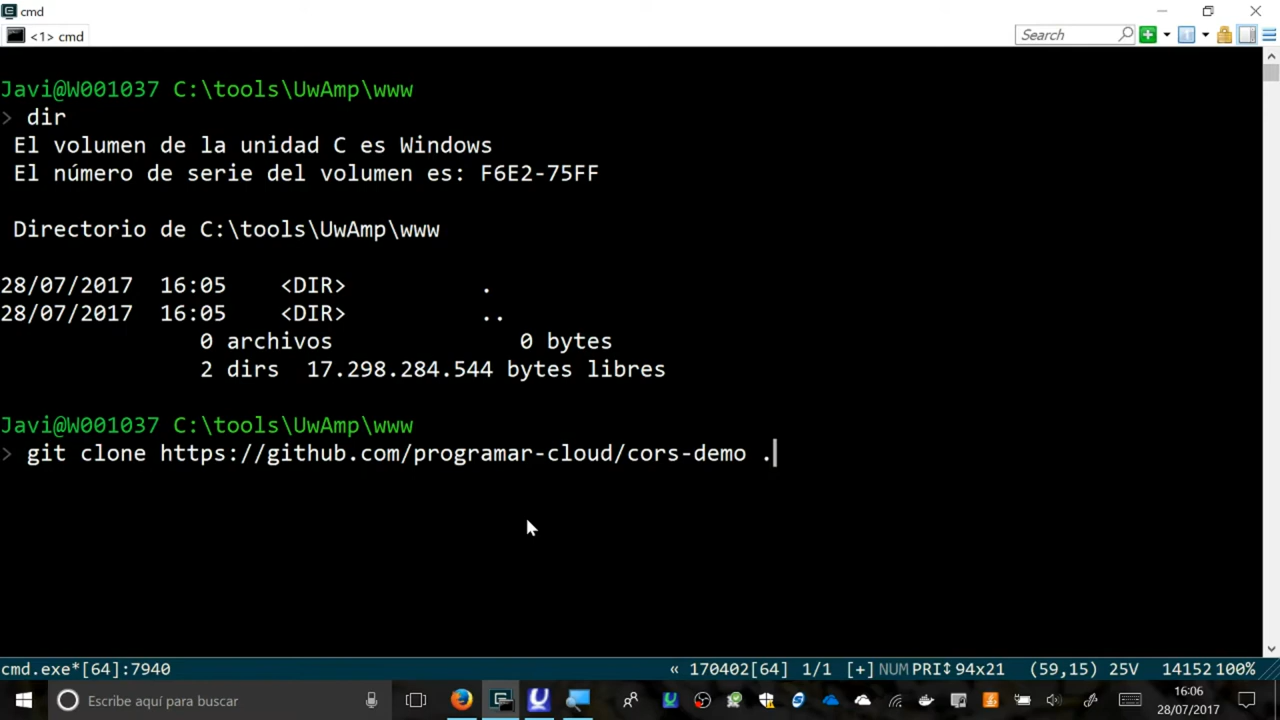 cmd
<1> cmd
Search
Javi@W001037 C:\tools\UwAmp\www
> dir
El volumen de la unidad C es Windows
El número de serie del volumen es: F6E2-75FF
Directorio de C:\tools\UwAmp\www
28/07/2017  16:05    <DIR>          .
28/07/2017  16:05    <DIR>          ..
0 archivos              0 bytes
2 dirs  17.298.284.544 bytes libres
Javi@W001037 C:\tools\UwAmp\www
> git clone https://github.com/programar-cloud/cors-demo .
cmd.exe*[64]:7940 « 170402[64] 1/1 [+] NUM PRI↕ 94x21 (59,15) 25V 14152 100%
Escribe aquí para buscar
16:06
28/07/2017